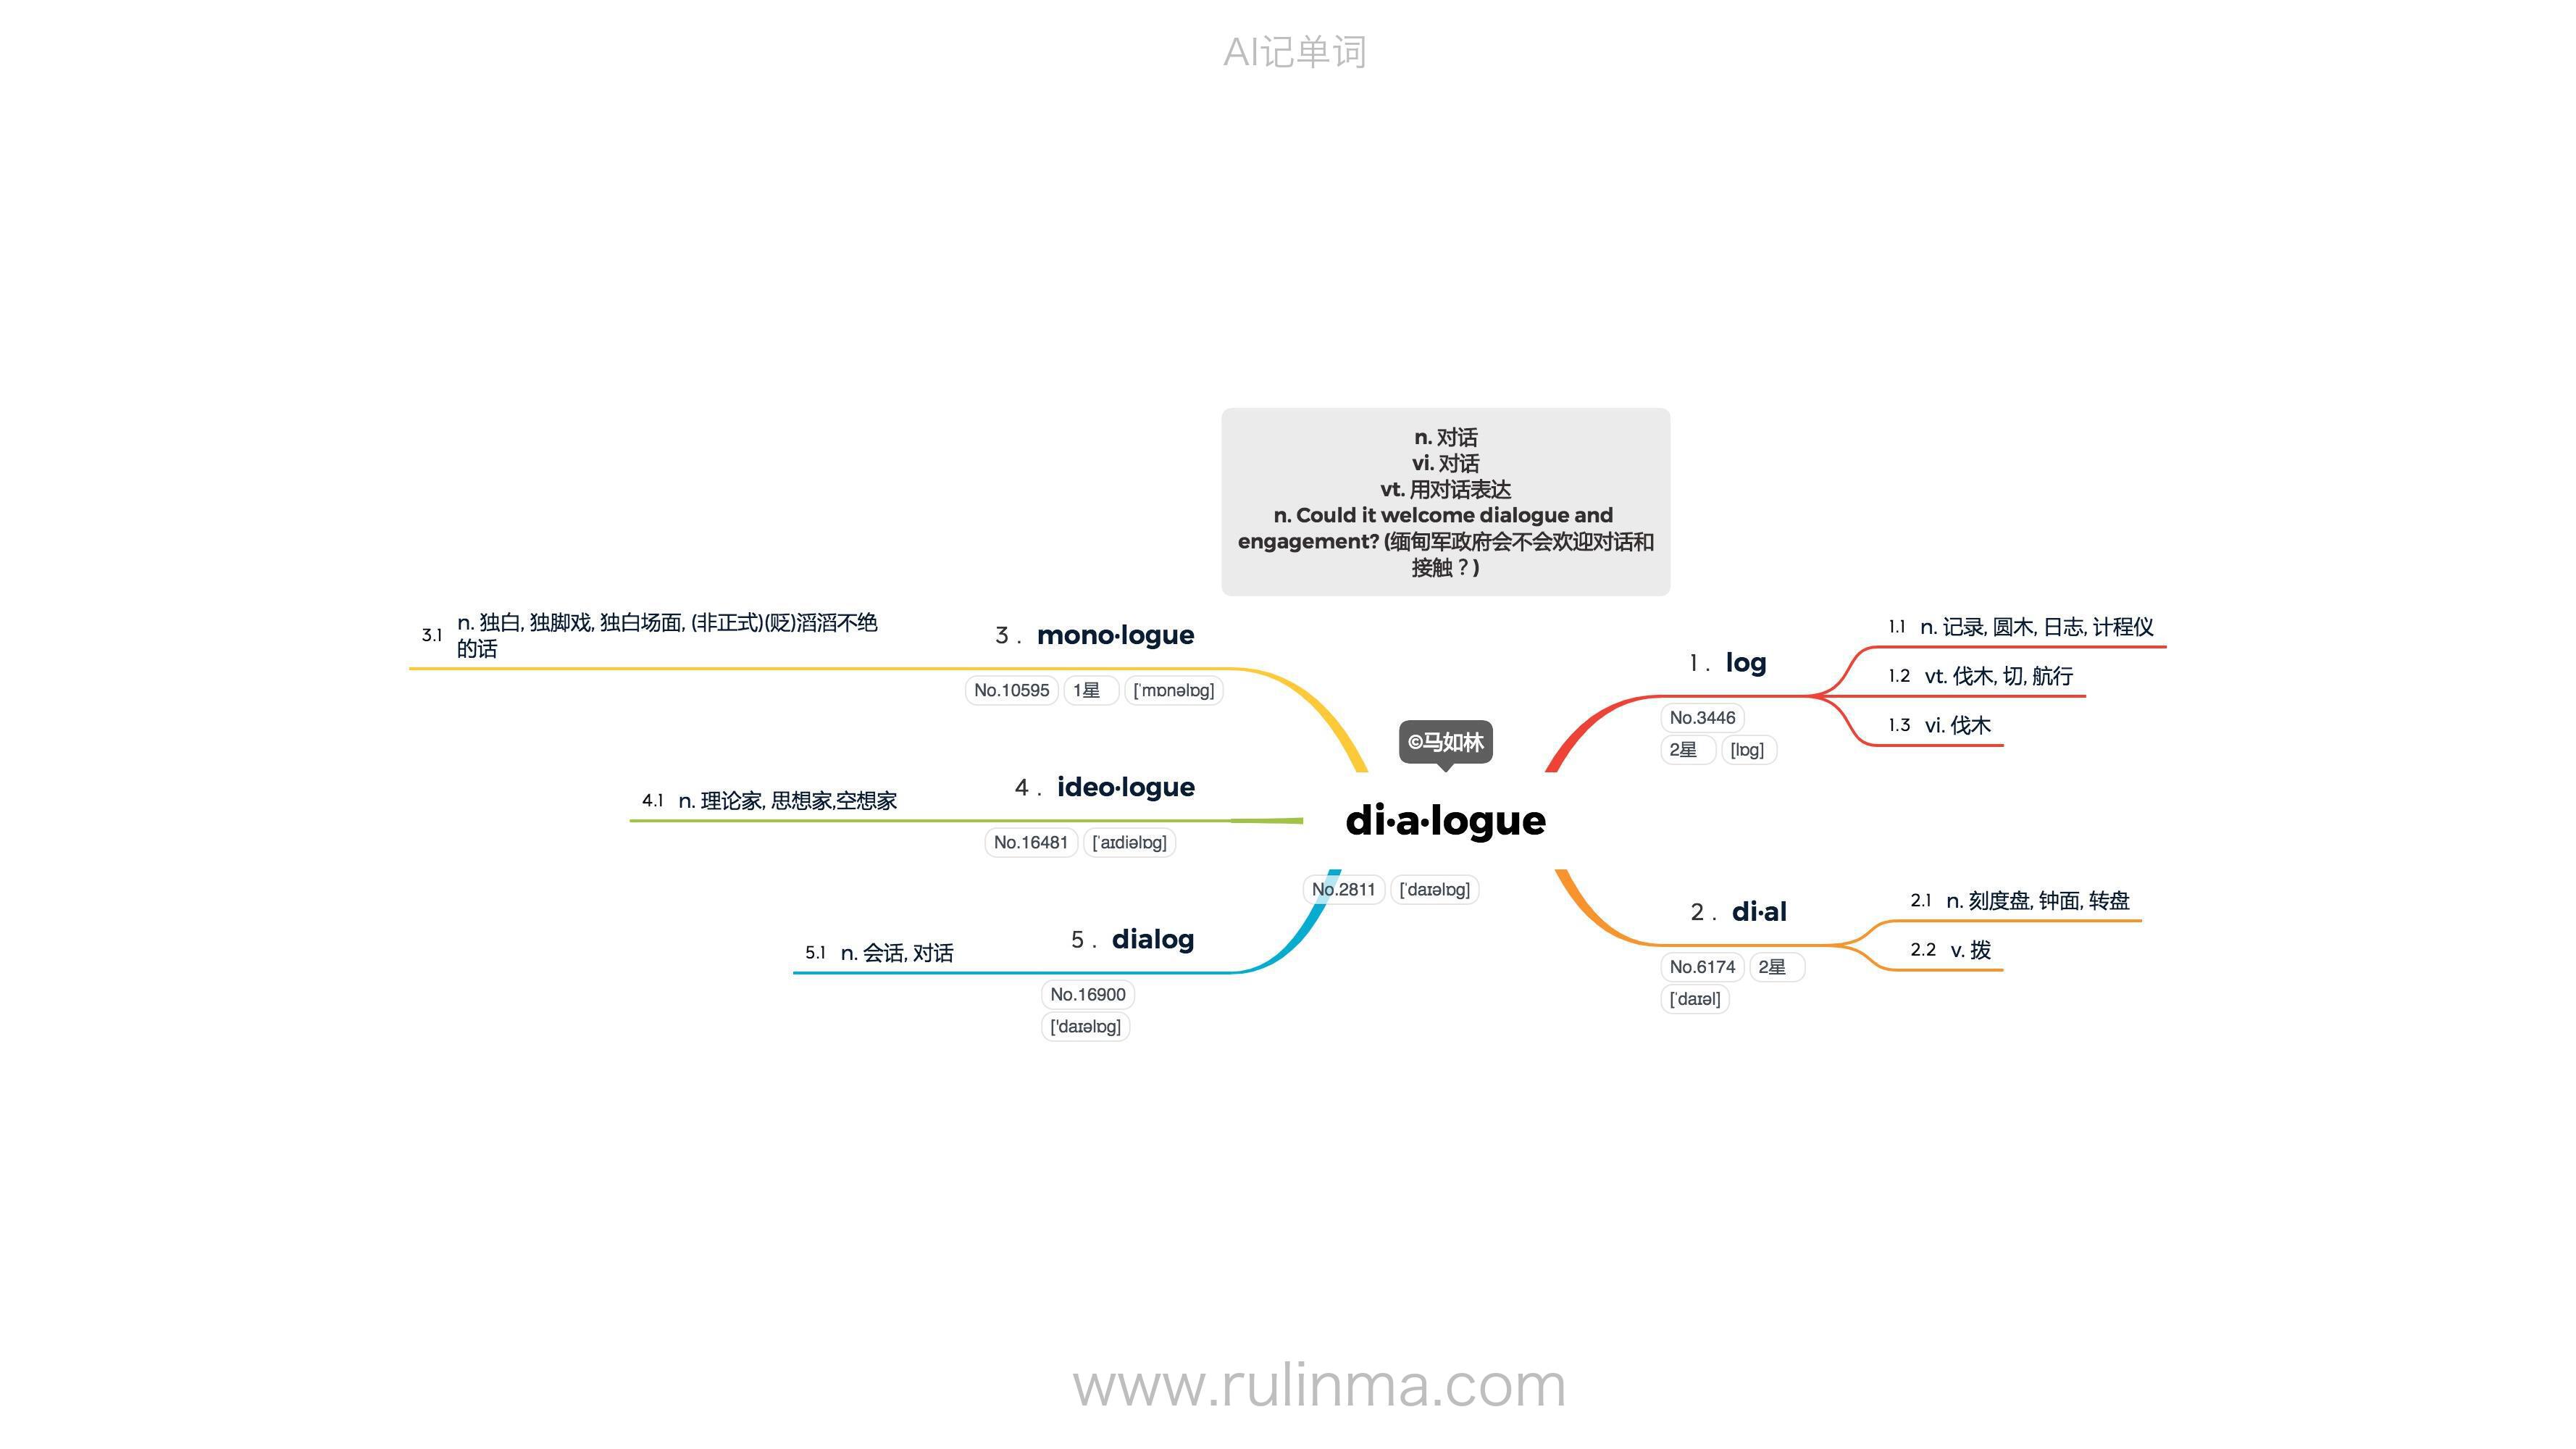 AI记单词
n. 对话
vi. 对话
vt. 用对话表达
n. Could it welcome dialogue and
engagement? (缅甸军政府会不会欢迎对话和
接触？)
©马如林
di·a·logue
No.2811 [ˈdaɪəlɒg]
1 . log
No.3446
2星 [lɒg]
1.1 n. 记录, 圆木, 日志, 计程仪
1.2 vt. 伐木, 切, 航行
1.3 vi. 伐木
2 . di·al
No.6174 2星
[ˈdaɪəl]
2.1 n. 刻度盘, 钟面, 转盘
2.2 v. 拨
3 . mono·logue
No.10595 1星 [ˈmɒnəlɒg]
3.1 n. 独白, 独脚戏, 独白场面, (非正式)(贬)滔滔不绝
的话
4 . ideo·logue
No.16481 [ˈaɪdiəlɒg]
4.1 n. 理论家, 思想家,空想家
5 . dialog
No.16900
['daɪəlɒg]
5.1 n. 会话, 对话
www.rulinma.com